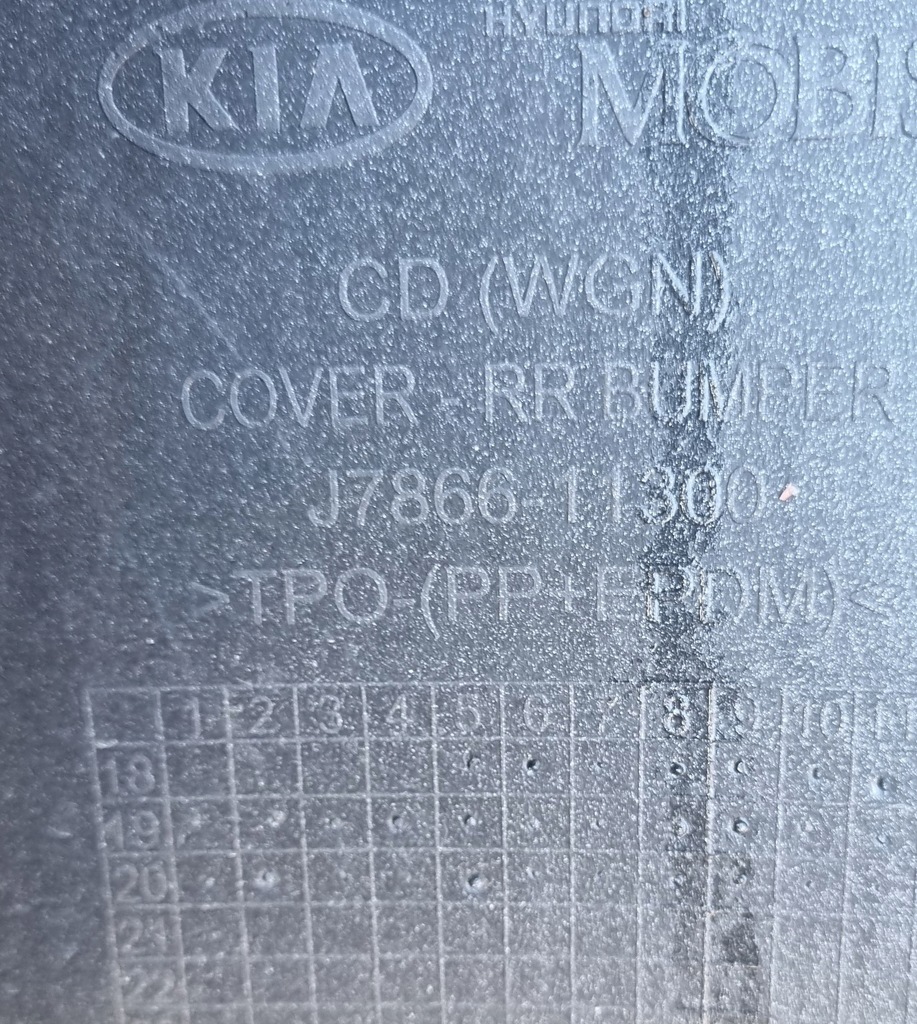 KIA
HYUNDAI
MOBIS
CD (WGN)
COVER - RR BUMPER
J7866-11300
>TPO-(PP+EPDM)<
1 2 3 4 5 6 7 8 9 10 11
18
19
20
21
22